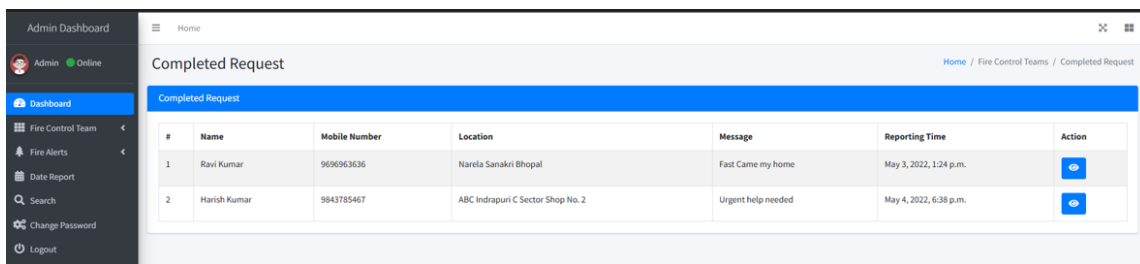 Admin Dashboard
Home
Admin Online
Completed Request
Home / Fire Control Teams / Completed Request
Dashboard
Fire Control Team
Fire Alerts
Date Report
Search
Change Password
Logout
Completed Request
# Name Mobile Number Location Message Reporting Time Action
1 Ravi Kumar 9696963636 Narela Sanakri Bhopal Fast Came my home May 3, 2022, 1:24 p.m.
2 Harish Kumar 9843785467 ABC Indrapuri C Sector Shop No. 2 Urgent help needed May 4, 2022, 6:38 p.m.